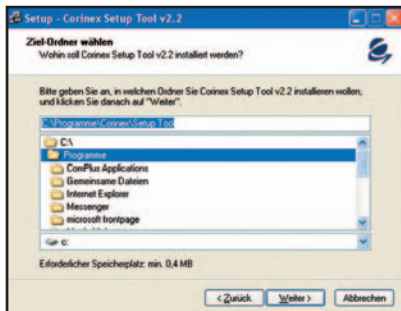 Setup - Corinex Setup Tool v2.2
Ziel-Ordner wählen
Wohin soll Corinex Setup Tool v2.2 installiert werden?
Bitte geben Sie an, in welchen Ordner Sie Corinex Setup Tool v2.2 installieren wollen,
und klicken Sie danach auf "Weiter".
C:\Programme\Corinex\Setup Tool
C:\
Programme
ComPlus Applications
Gemeinsame Dateien
Internet Explorer
Messenger
microsoft frontpage
c:
Erforderlicher Speicherplatz: min. 0,4 MB
< Zurück Weiter > Abbrechen